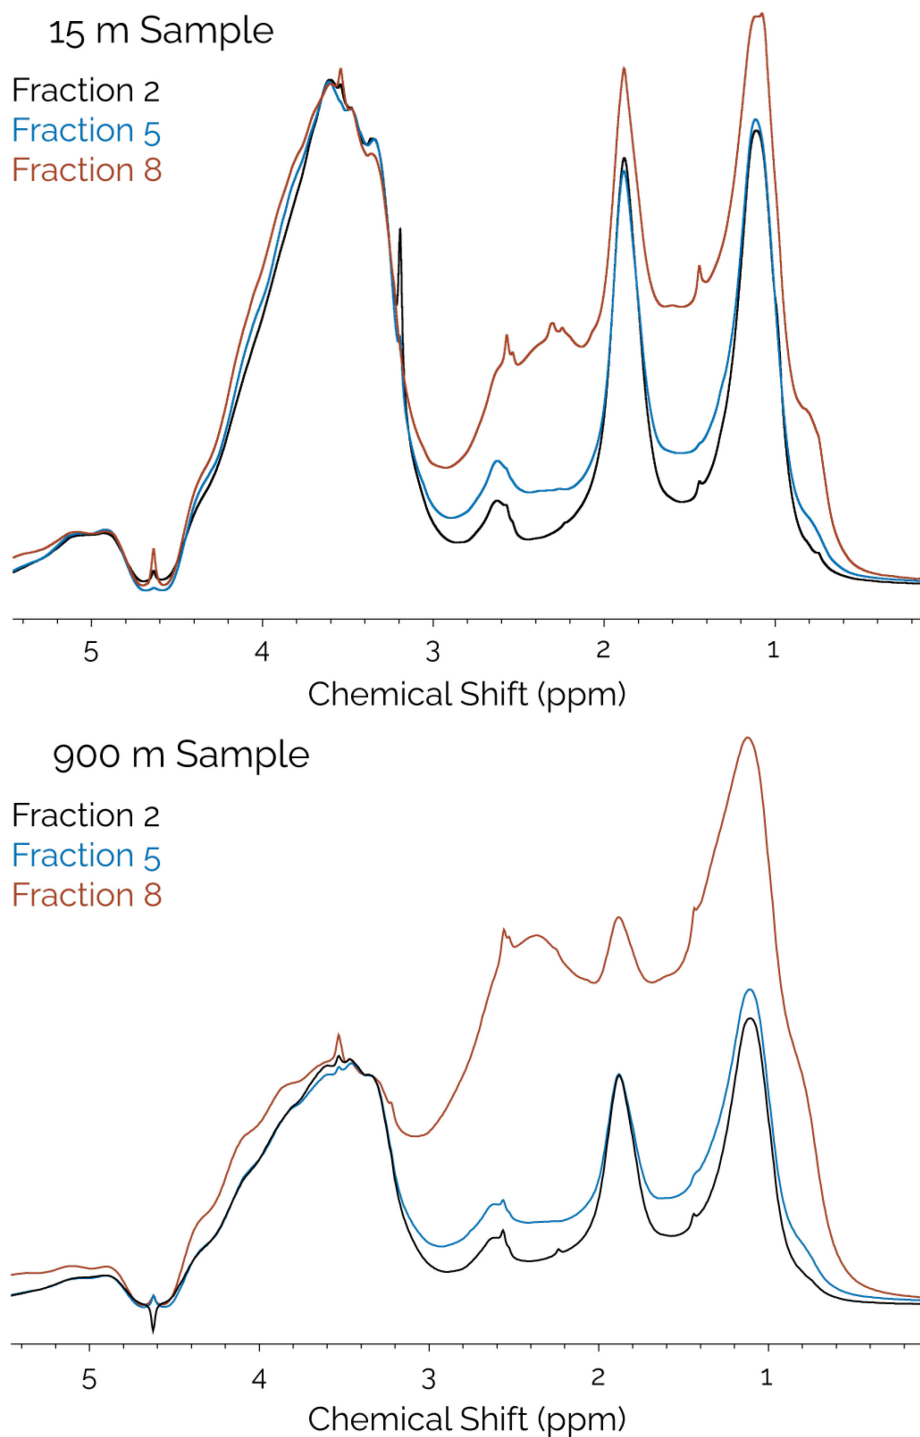 15 m Sample
Fraction 2
Fraction 5
Fraction 8
5 4 3 2 1
Chemical Shift (ppm)
900 m Sample
Fraction 2
Fraction 5
Fraction 8
5 4 3 2 1
Chemical Shift (ppm)